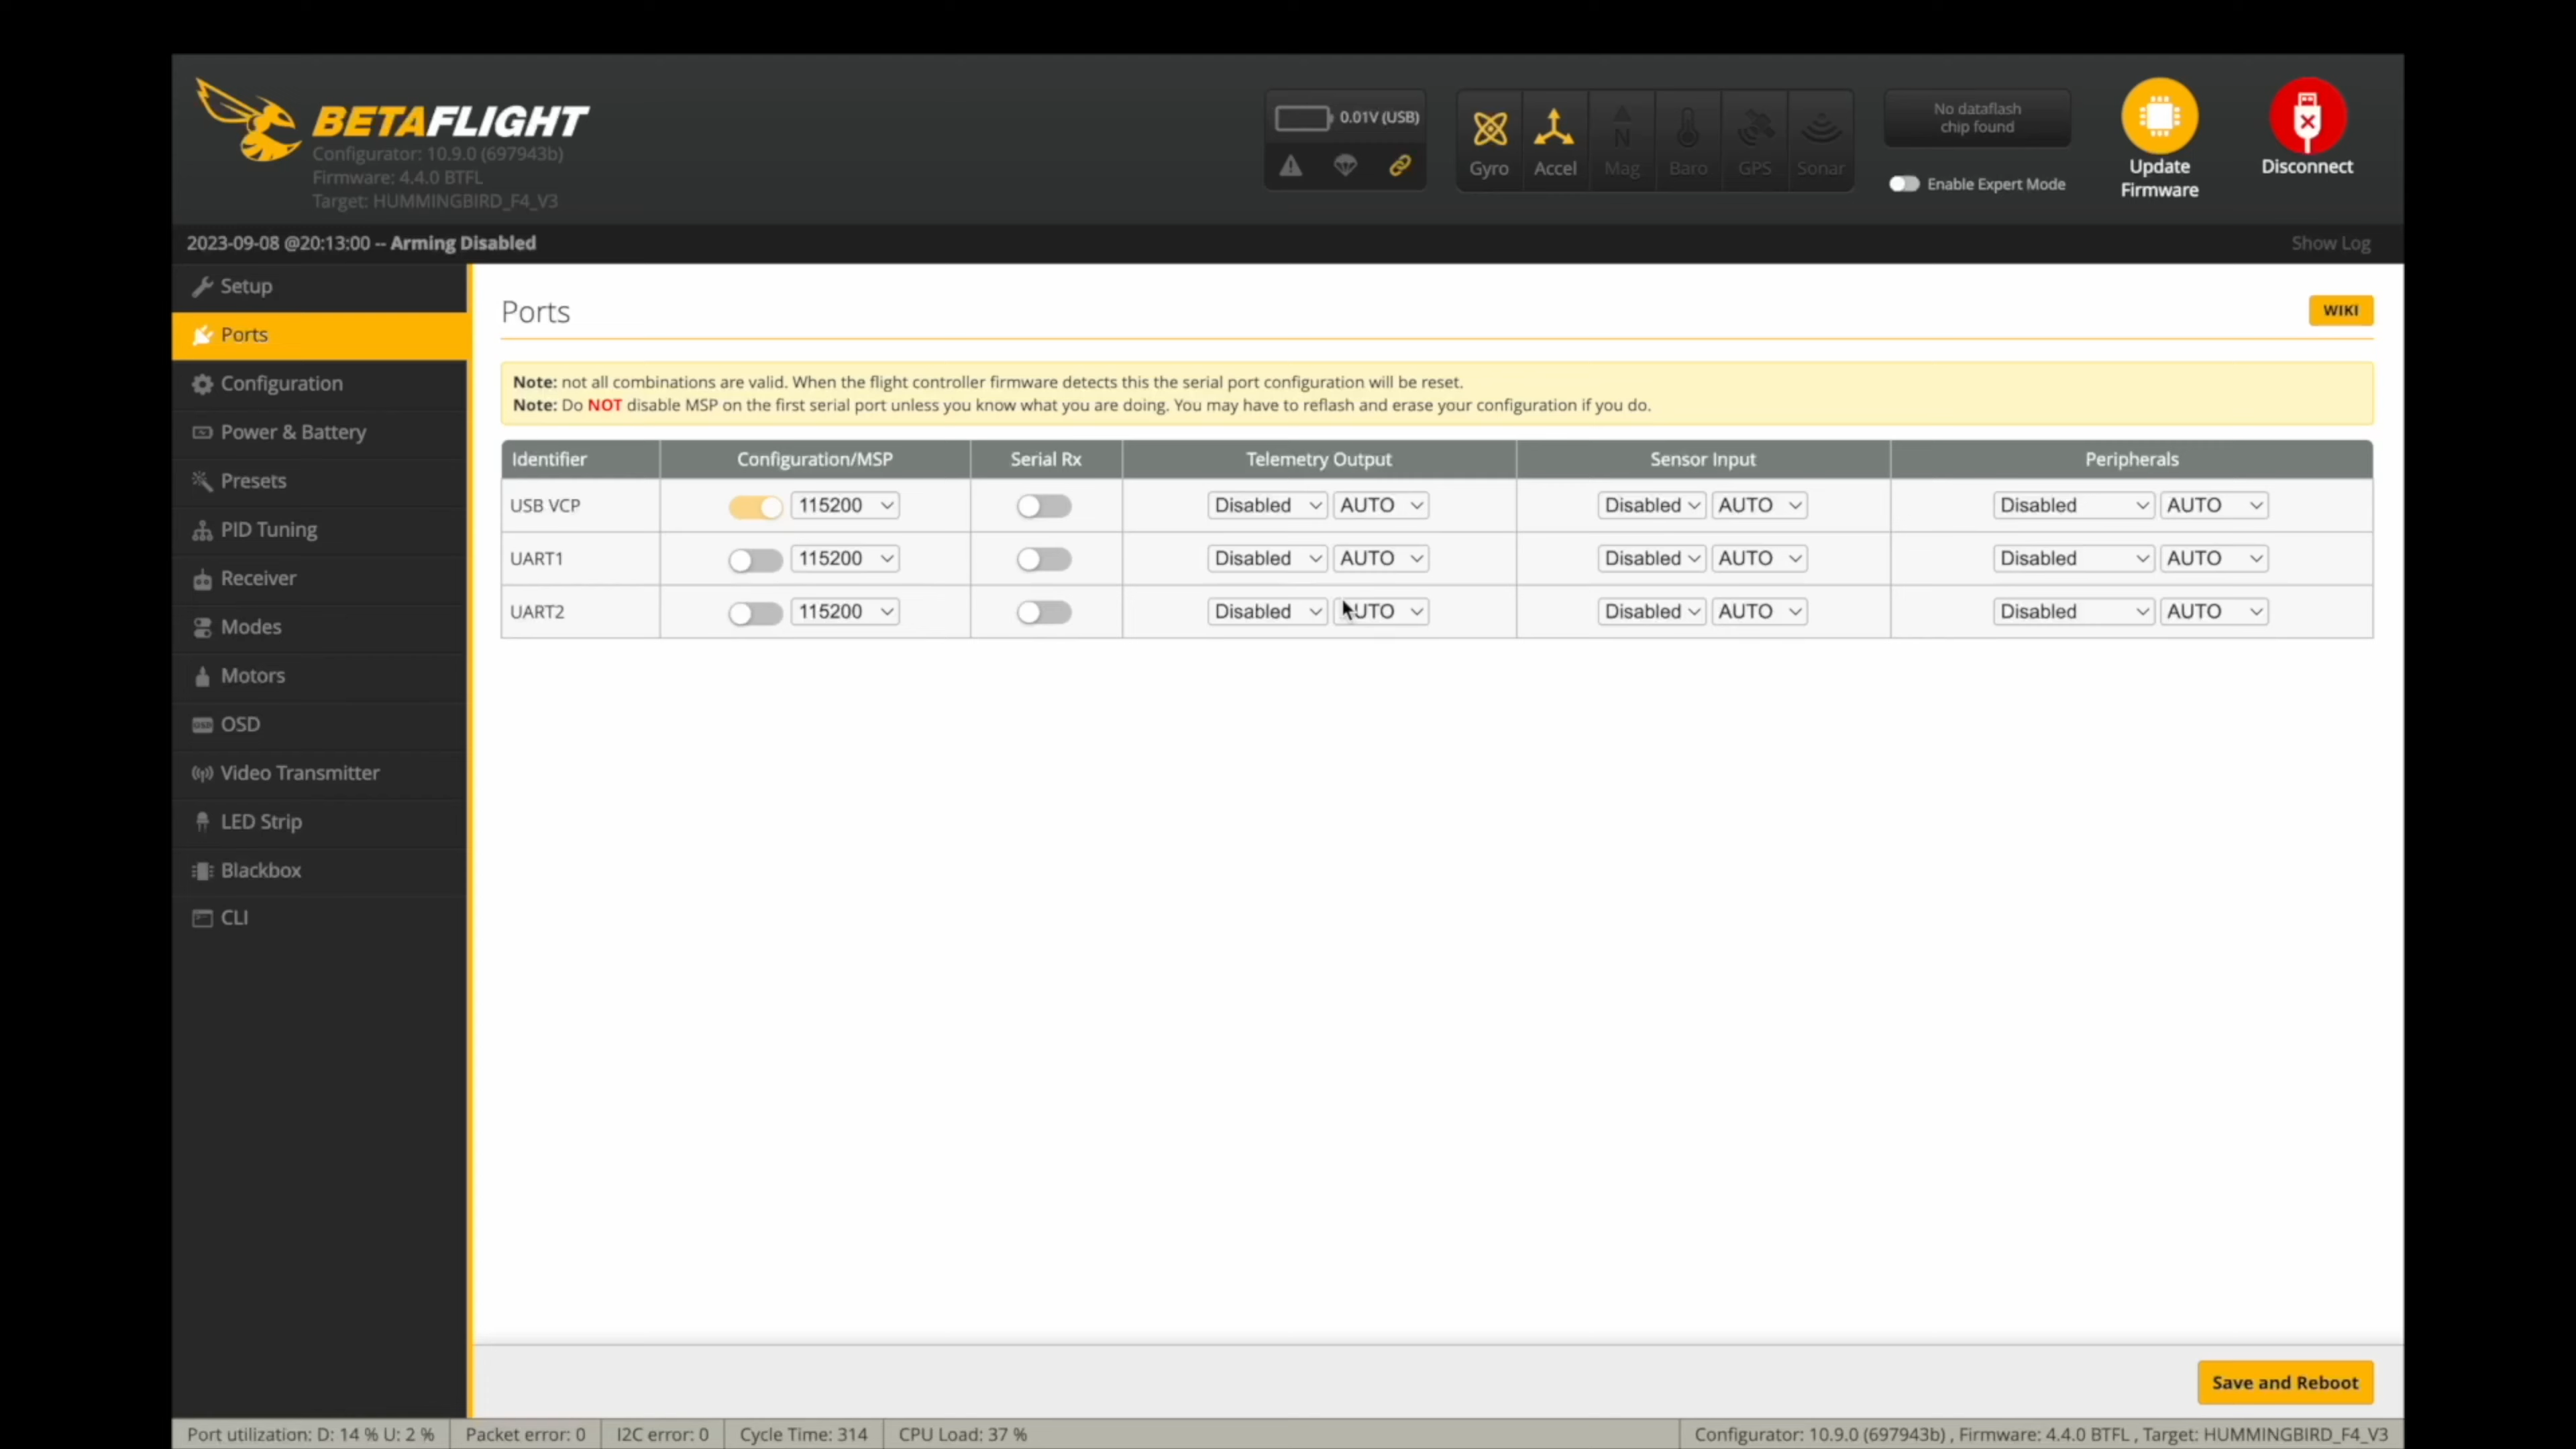 BETAFLIGHT
Configurator: 10.9.0 (697943b)
Firmware: 4.4.0 BTFL
Target: HUMMINGBIRD_F4_V3
0.01V (USB)
Gyro
Accel
N
Mag
Baro
GPS
Sonar
No dataflash
chip found
Enable Expert Mode
Update
Firmware
Disconnect
2023-09-08 @20:13:00 -- Arming Disabled
Show Log
Setup
Ports
Configuration
Power & Battery
Presets
PID Tuning
Receiver
Modes
Motors
OSD
Video Transmitter
LED Strip
Blackbox
CLI
Ports
WIKI
Note: not all combinations are valid. When the flight controller firmware detects this the serial port configuration will be reset.
Note: Do NOT disable MSP on the first serial port unless you know what you are doing. You may have to reflash and erase your configuration if you do.
Identifier Configuration/MSP Serial Rx Telemetry Output Sensor Input Peripherals
USB VCP 115200 Disabled AUTO Disabled AUTO Disabled AUTO
UART1 115200 Disabled AUTO Disabled AUTO Disabled AUTO
UART2 115200 Disabled AUTO Disabled AUTO Disabled AUTO
Save and Reboot
Port utilization: D: 14 % U: 2 % Packet error: 0 I2C error: 0 Cycle Time: 314 CPU Load: 37 % Configurator: 10.9.0 (697943b) , Firmware: 4.4.0 BTFL , Target: HUMMINGBIRD_F4_V3